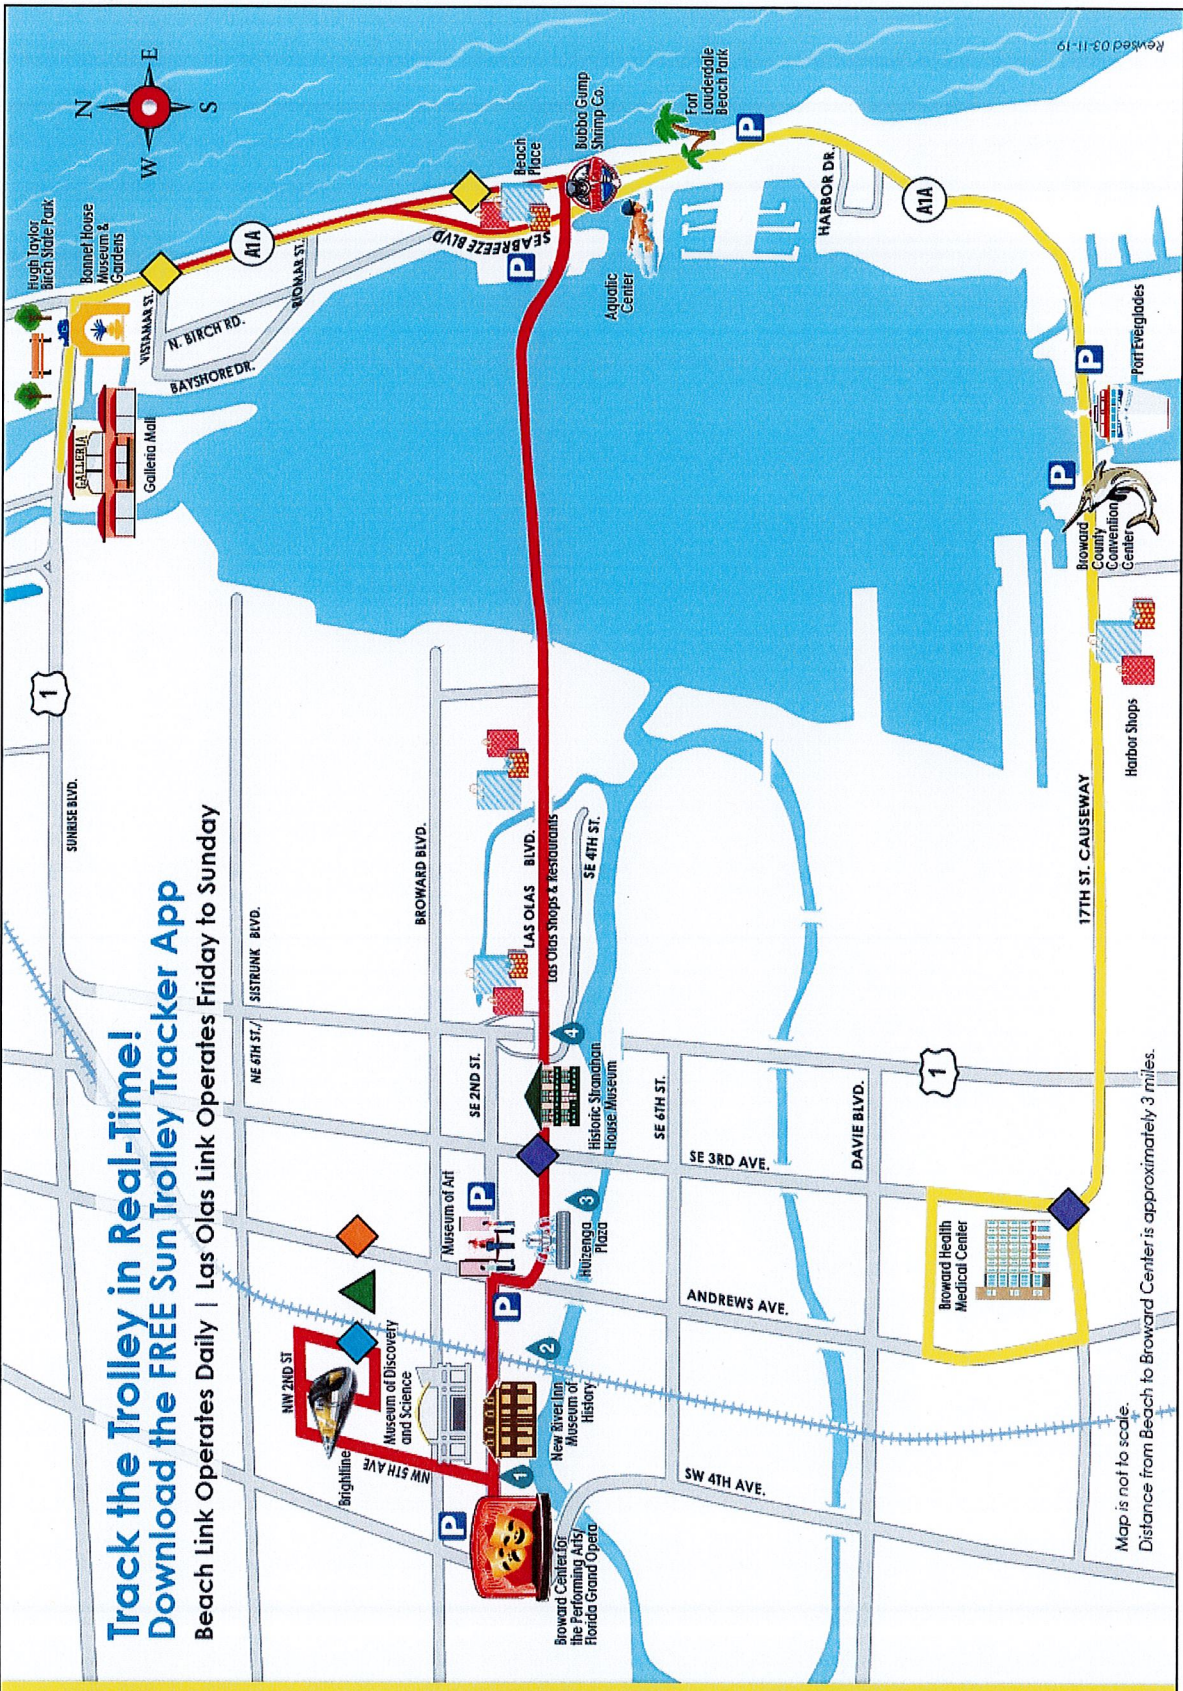 Track the Trolley in Real-Time!
Download the FREE Sun Trolley Tracker App
Beach Link Operates Daily | Las Olas Link Operates Friday to Sunday
N
W
E
S
Hugh Taylor
Birch State Park
Bonnet House
Museum &
Gardens
GALLERIA
Galleria Mall
VISTAMAR ST.
N. BIRCH RD.
BAYSHORE DR.
RIOMAR ST.
A1A
SEABREEZE BLVD
P
Beach
Place
Bubba Gump
Shrimp Co.
Aquatic
Center
Fort
Lauderdale
Beach Park
P
HARBOR DR.
A1A
P
Port Everglades
P
Broward
County
Convention
Center
Harbor Shops
17TH ST. CAUSEWAY
1
SUNRISE BLVD.
NE 6TH ST./ SISTRUNK BLVD.
BROWARD BLVD.
LAS OLAS BLVD.
Las Olas Shops & Restaurants
SE 4TH ST.
SE 2ND ST.
4
Historic Stranahan
House Museum
SE 6TH ST.
SE 3RD AVE.
DAVIE BLVD.
1
Museum of Art
P
3
Huizenga
Plaza
P
ANDREWS AVE.
Broward Health
Medical Center
NW 2ND ST
Brightline
NW 5TH AVE
Museum of Discovery
and Science
2
New River Inn
Museum of
History
1
P
Broward Center for
the Performing Arts/
Florida Grand Opera
SW 4TH AVE.
Map is not to scale.
Distance from Beach to Broward Center is approximately 3 miles.
Revised 03-11-19